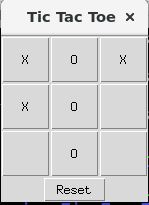 Tic Tac Toe ×
X O X
X O
O
Reset